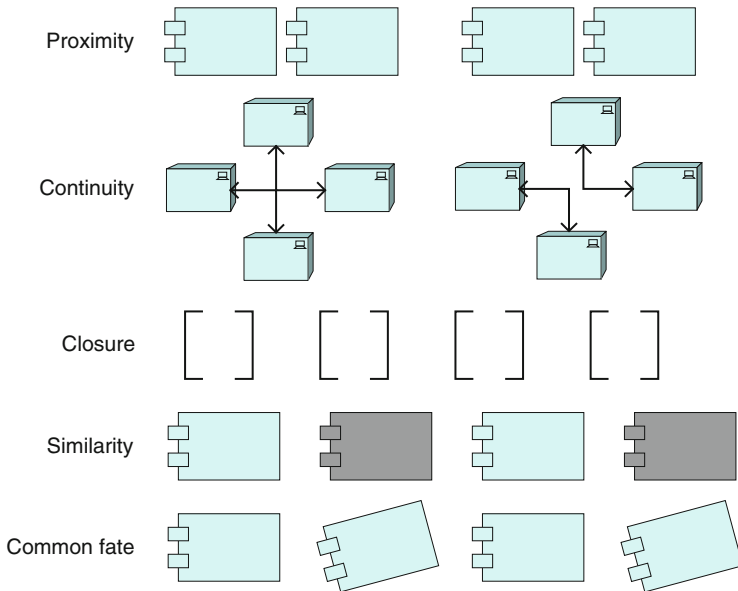 Proximity
Continuity
Closure
Similarity
Common fate